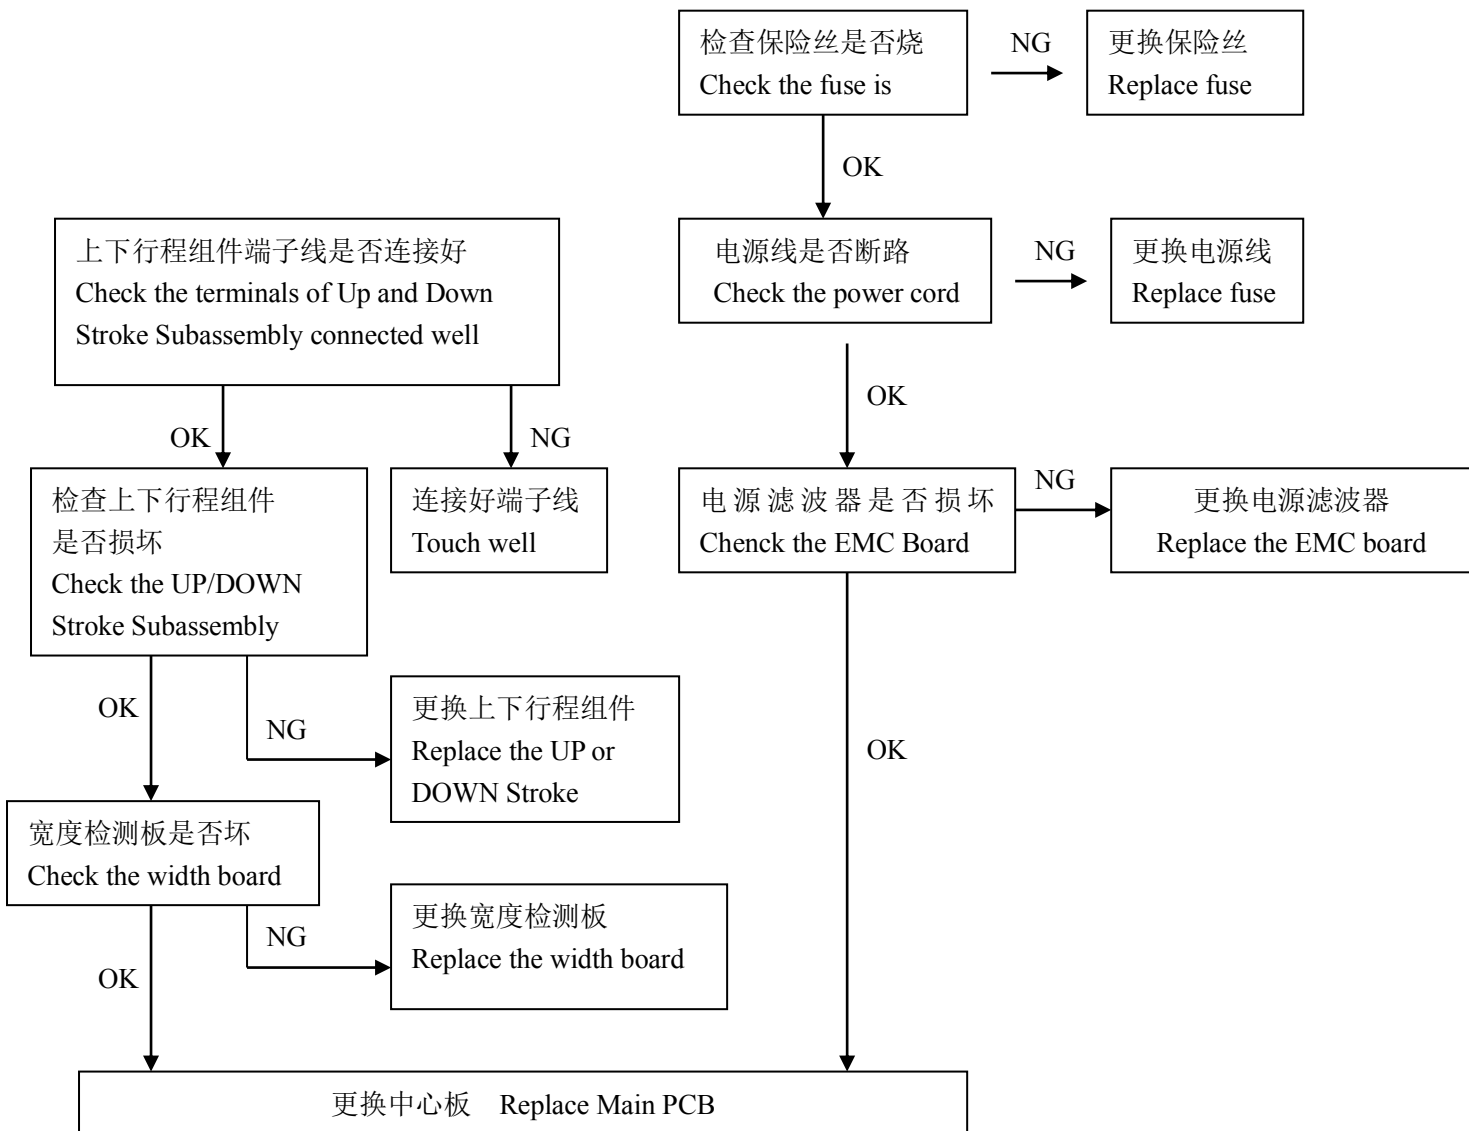 检查保险丝是否烧
Check the fuse is
NG
更换保险丝
Replace fuse
OK
上下行程组件端子线是否连接好
Check the terminals of Up and Down
Stroke Subassembly connected well
电源线是否断路
Check the power cord
NG
更换电源线
Replace fuse
OK
NG
OK
检查上下行程组件
是否损坏
Check the UP/DOWN
Stroke Subassembly
连接好端子线
Touch well
电源滤波器是否损坏
Chenck the EMC Board
NG
更换电源滤波器
Replace the EMC board
OK
NG
更换上下行程组件
Replace the UP or
DOWN Stroke
OK
宽度检测板是否坏
Check the width board
NG
更换宽度检测板
Replace the width board
OK
更换中心板 Replace Main PCB